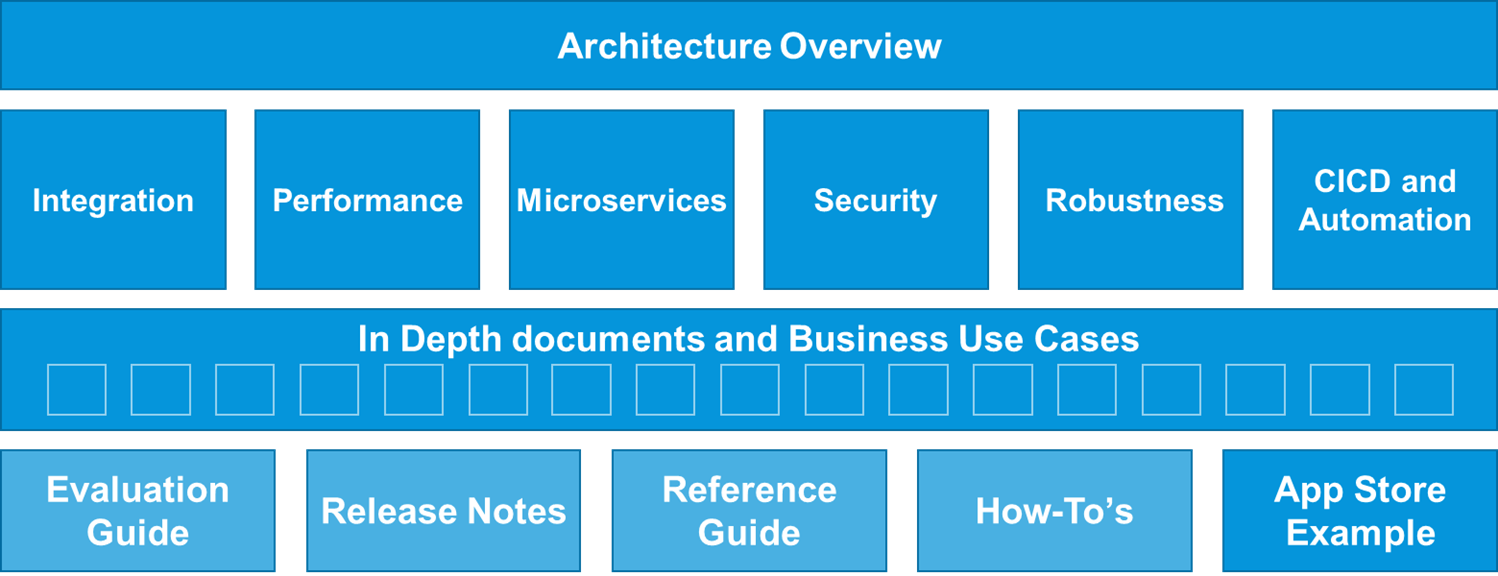 Architecture Overview
Integration
Performance
Microservices
Security
Robustness
CICD and
Automation
In Depth documents and Business Use Cases
Evaluation
Guide
Release Notes
Reference
Guide
How-To’s
App Store
Example